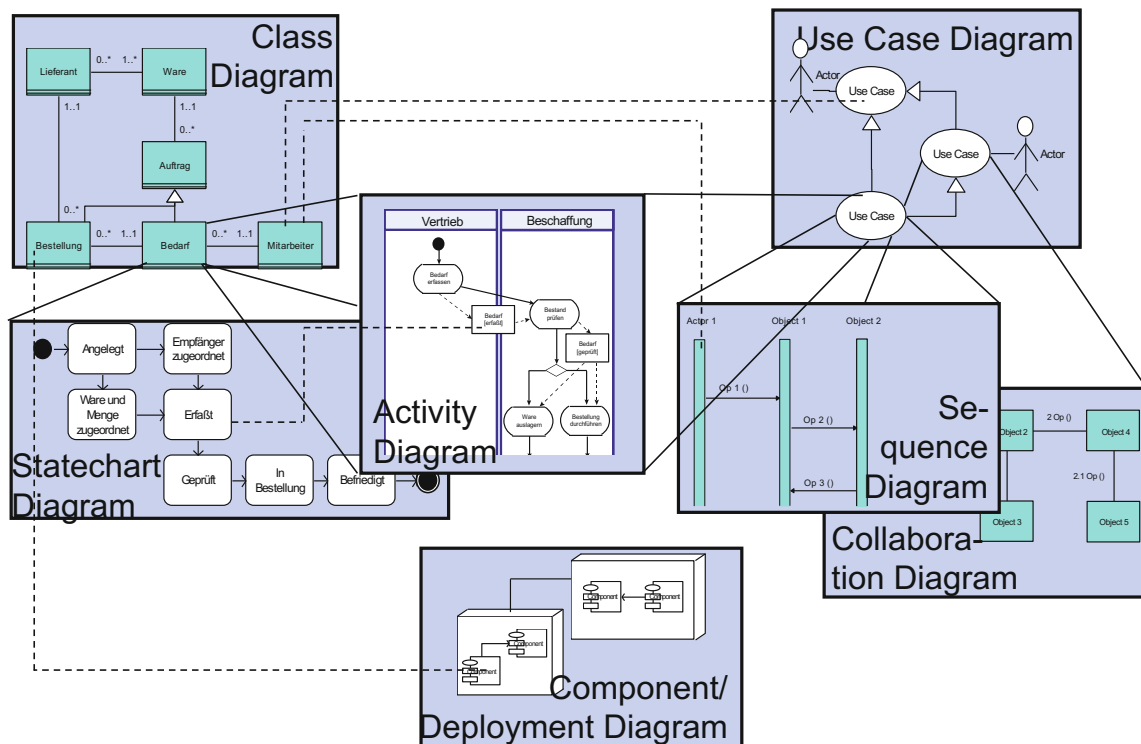 Class
Diagram
Lieferant
0..*
1..*
Ware
1..1
1..1
0..*
Auftrag
0..*
Bestellung
0..*
1..1
Bedarf
0..*
1..1
Mitarbeiter
Use Case Diagram
Actor
Use Case
Use Case
Actor
Use Case
Vertrieb
Beschaffung
Bedarf
erfassen
Bedarf
[erfaßt]
Bestand
prüfen
Bedarf
[geprüft]
Ware
auslagern
Bestellung
durchführen
Activity
Diagram
Angelegt
Empfänger
zugeordnet
Ware und
Menge
zugeordnet
Erfaßt
Geprüft
In
Bestellung
Befriedigt
Statechart
Diagram
Actor 1
Object 1
Object 2
Op 1 ()
Op 2 ()
Op 3 ()
Se-
quence
Diagram
Object 2
2 Op ()
Object 4
2.1 Op ()
Object 3
Object 5
Collabora-
tion Diagram
Component
Component
Component
Component
Component/
Deployment Diagram